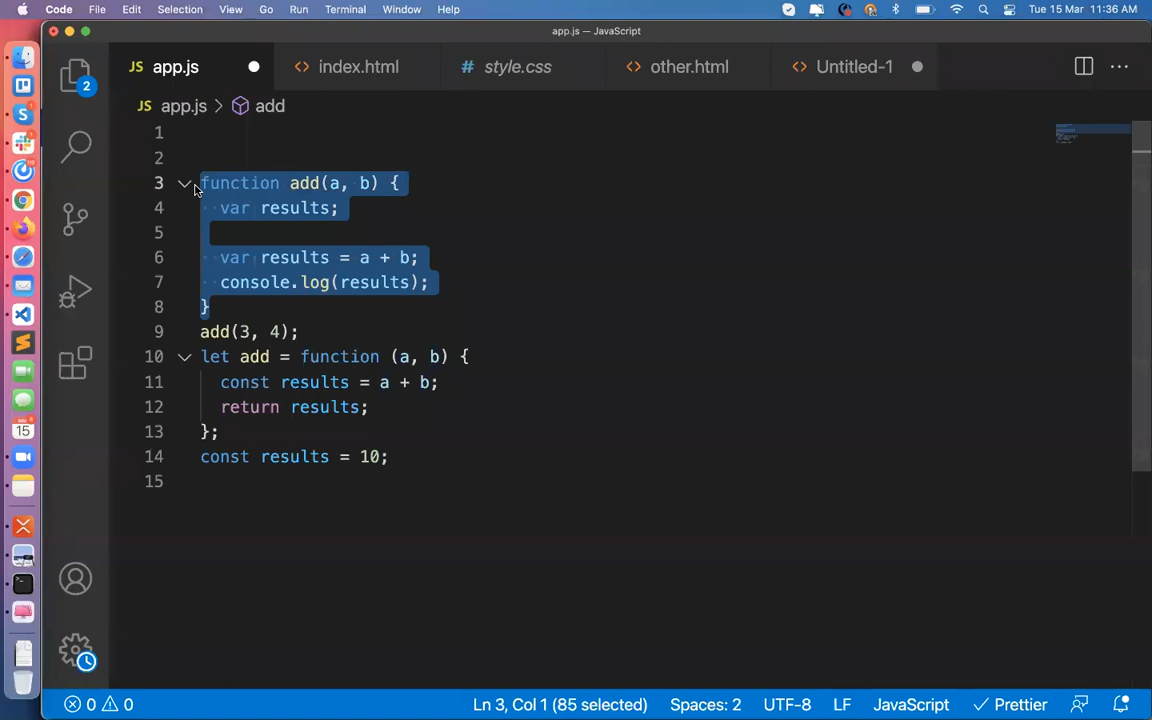 Code File Edit Selection View Go Run Terminal Window Help Tue 15 Mar 11:36 AM
app.js — JavaScript
JS app.js index.html # style.css other.html Untitled-1 ...
2
JS app.js > add
1
2
3 function add(a, b) {
4 var results;
5
6 var results = a + b;
7 console.log(results);
8 }
9 add(3, 4);
10 let add = function (a, b) {
11 const results = a + b;
12 return results;
13 };
14 const results = 10;
15
15
0 0 Ln 3, Col 1 (85 selected) Spaces: 2 UTF-8 LF JavaScript Prettier